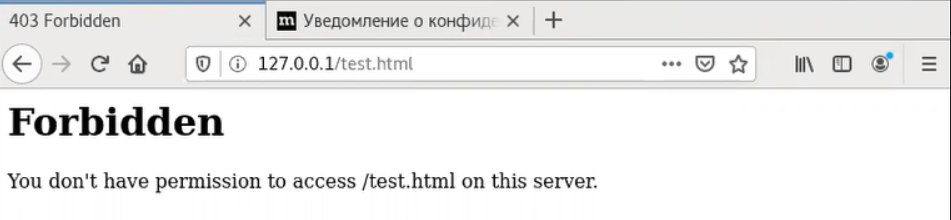 403 Forbidden
m Уведомление о конфиде
127.0.0.1/test.html
Forbidden
You don't have permission to access /test.html on this server.